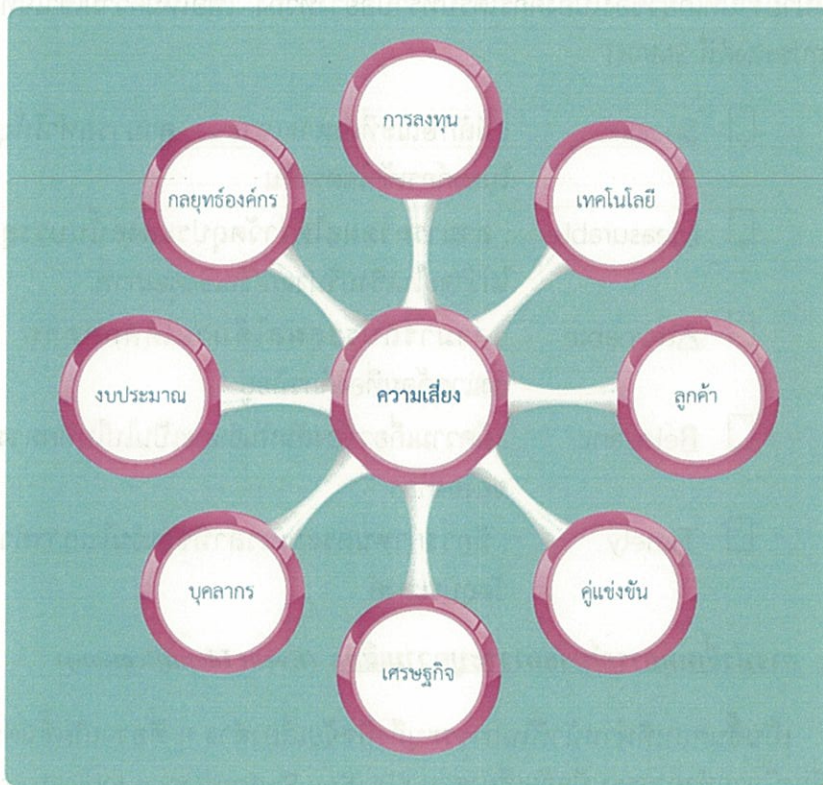 การลงทุน
กลยุทธ์องค์กร
เทคโนโลยี
งบประมาณ
ความเสี่ยง
ลูกค้า
บุคลากร
คู่แข่งขัน
เศรษฐกิจ